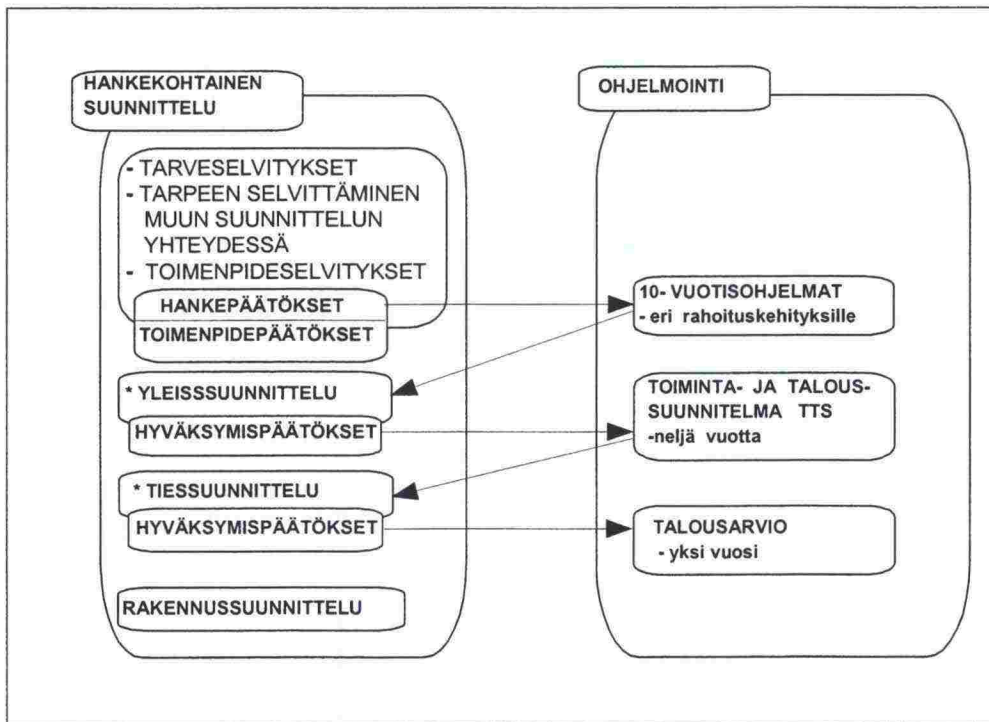 HANKEKOHTAINEN
SUUNNITTELU
- TARVESELVITYKSET
- TARPEEN SELVITTÄMINEN
MUUN SUUNNITTELUN
YHTEYDESSÄ
- TOIMENPIDESELVITYKSET
HANKEPÄÄTÖKSET
TOIMENPIDEPÄÄTÖKSET
* YLEISSSUUNNITTELU
HYVÄKSYMISPÄÄTÖKSET
* TIESSUUNNITTELU
HYVÄKSYMISPÄÄTÖKSET
RAKENNUSSUUNNITTELU
OHJELMOINTI
10- VUOTISOHJELMAT
- eri rahoituskehityksille
TOIMINTA- JA TALOUS-
SUUNNITELMA TTS
-neljä vuotta
TALOUSARVIO
- yksi vuosi